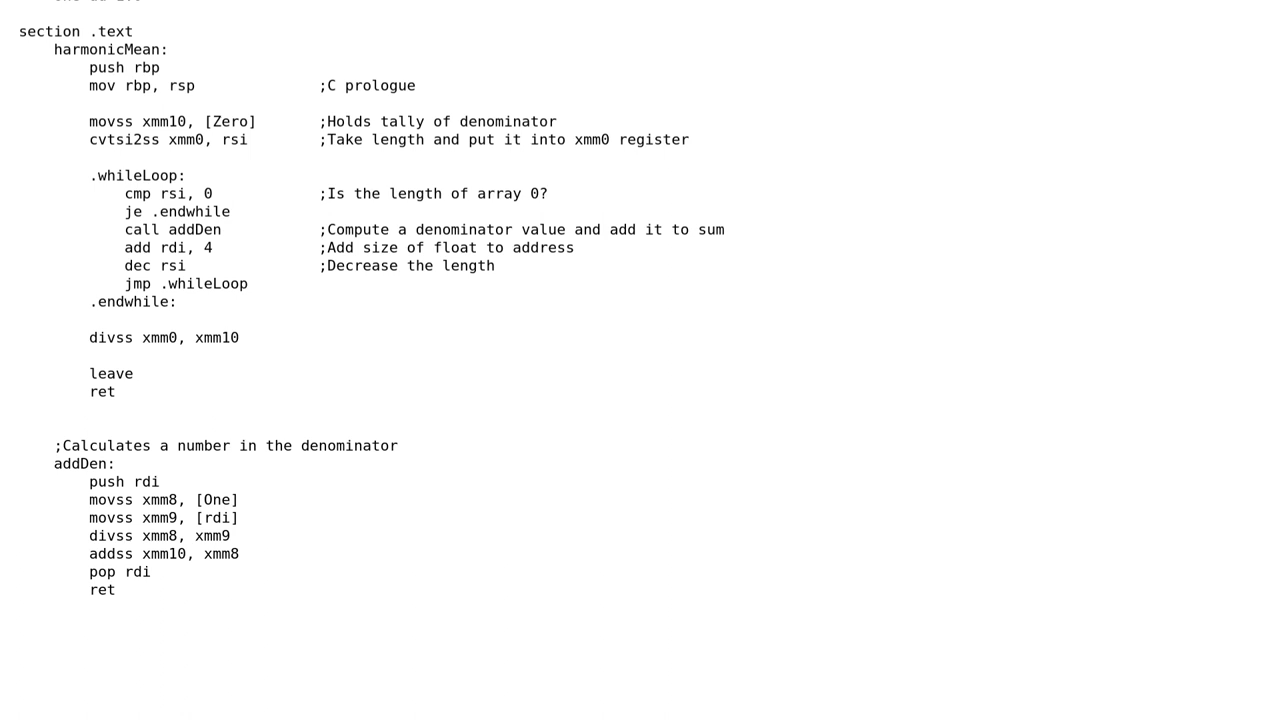 section .text
harmonicMean:
push rbp
mov rbp, rsp ;C prologue
movss xmm10, [Zero] ;Holds tally of denominator
cvtsi2ss xmm0, rsi ;Take length and put it into xmm0 register
.whileLoop:
cmp rsi, 0 ;Is the length of array 0?
je .endwhile
call addDen ;Compute a denominator value and add it to sum
add rdi, 4 ;Add size of float to address
dec rsi ;Decrease the length
jmp .whileLoop
.endwhile:
divss xmm0, xmm10
leave
ret
;Calculates a number in the denominator
addDen:
push rdi
movss xmm8, [One]
movss xmm9, [rdi]
divss xmm8, xmm9
addss xmm10, xmm8
pop rdi
ret